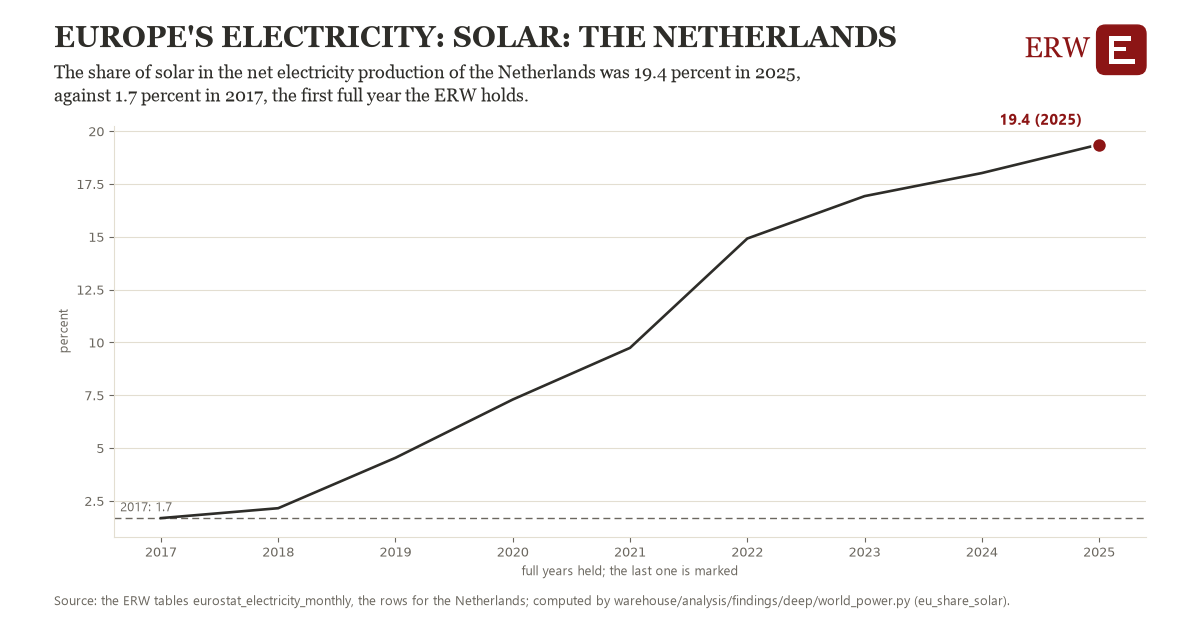 EUROPE'S ELECTRICITY: SOLAR: THE NETHERLANDS
ERW E
The share of solar in the net electricity production of the Netherlands was 19.4 percent in 2025,
against 1.7 percent in 2017, the first full year the ERW holds.
19.4 (2025)
20
17.5
15
12.5
10
7.5
5
2.5
percent
2017: 1.7
2017 2018 2019 2020 2021 2022 2023 2024 2025
full years held; the last one is marked
Source: the ERW tables eurostat_electricity_monthly, the rows for the Netherlands; computed by warehouse/analysis/findings/deep/world_power.py (eu_share_solar).